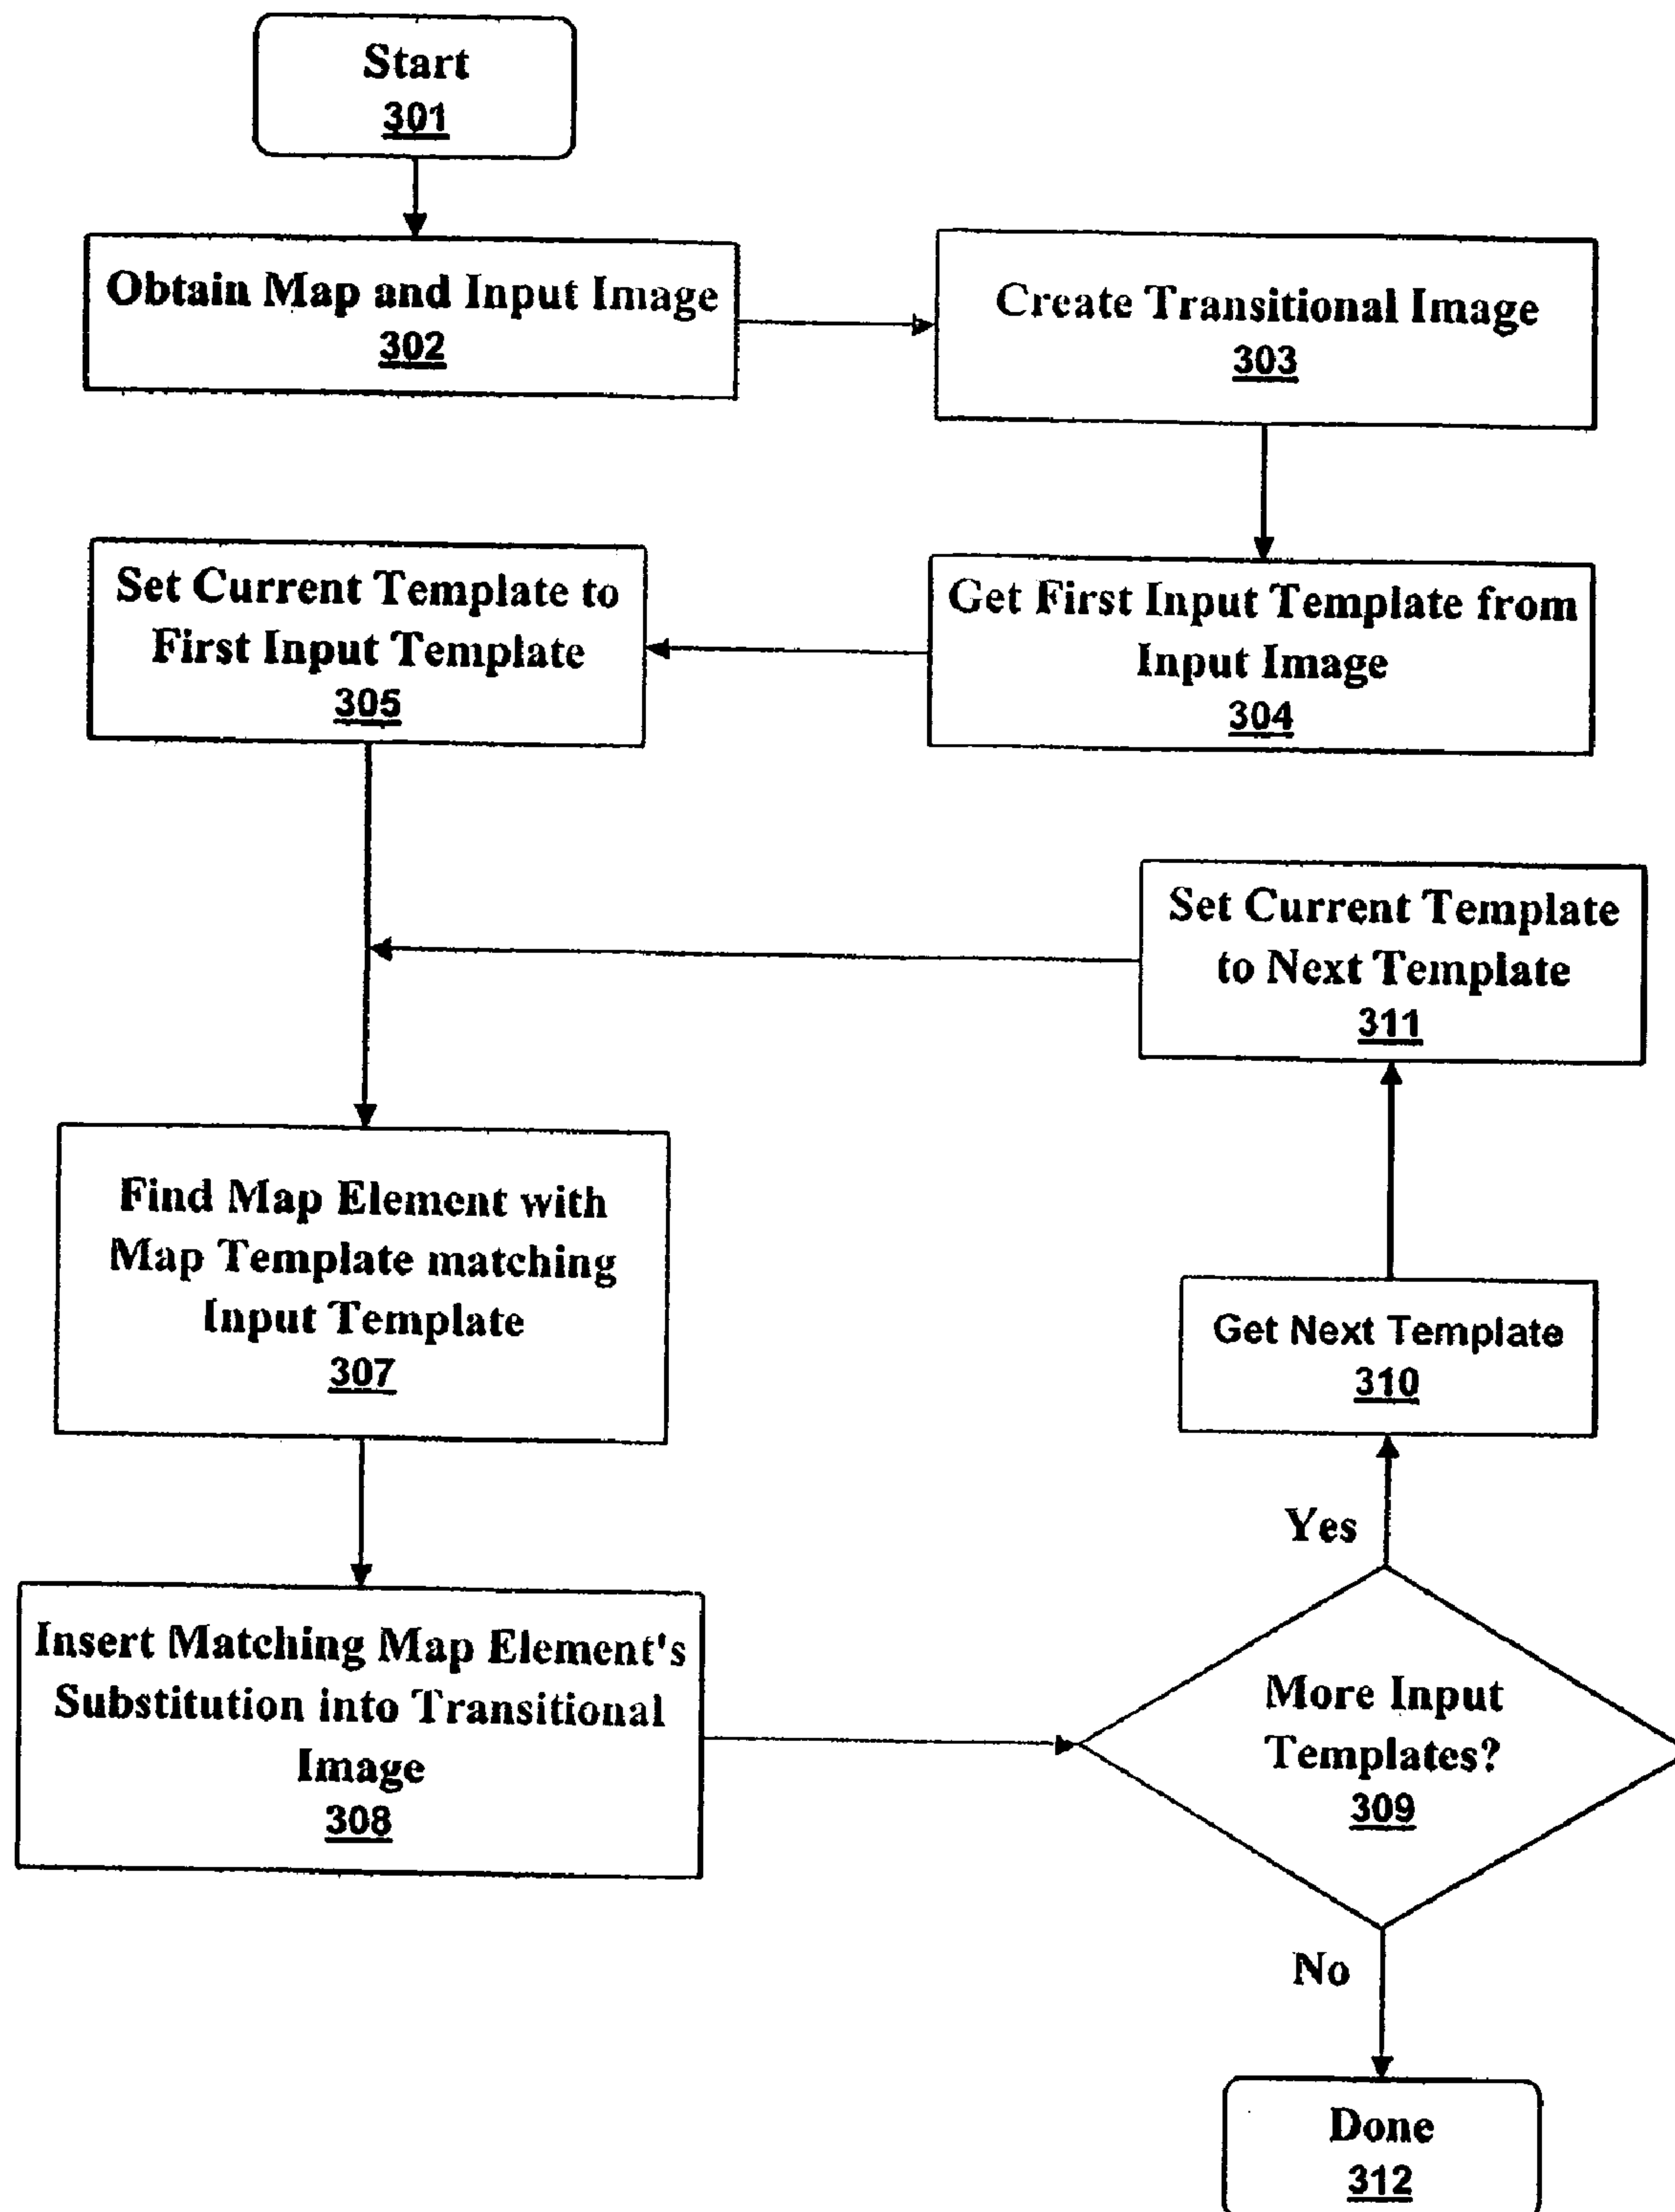 Start
301
Obtain Map and Input Image
302
Create Transitional Image
303
Get First Input Template from
Input Image
304
Set Current Template to
First Input Template
305
Set Current Template
to Next Template
311
Find Map Element with
Map Template matching
Input Template
307
Get Next Template
310
Yes
Insert Matching Map Element's
Substitution into Transitional
Image
308
More Input
Templates?
309
No
Done
312